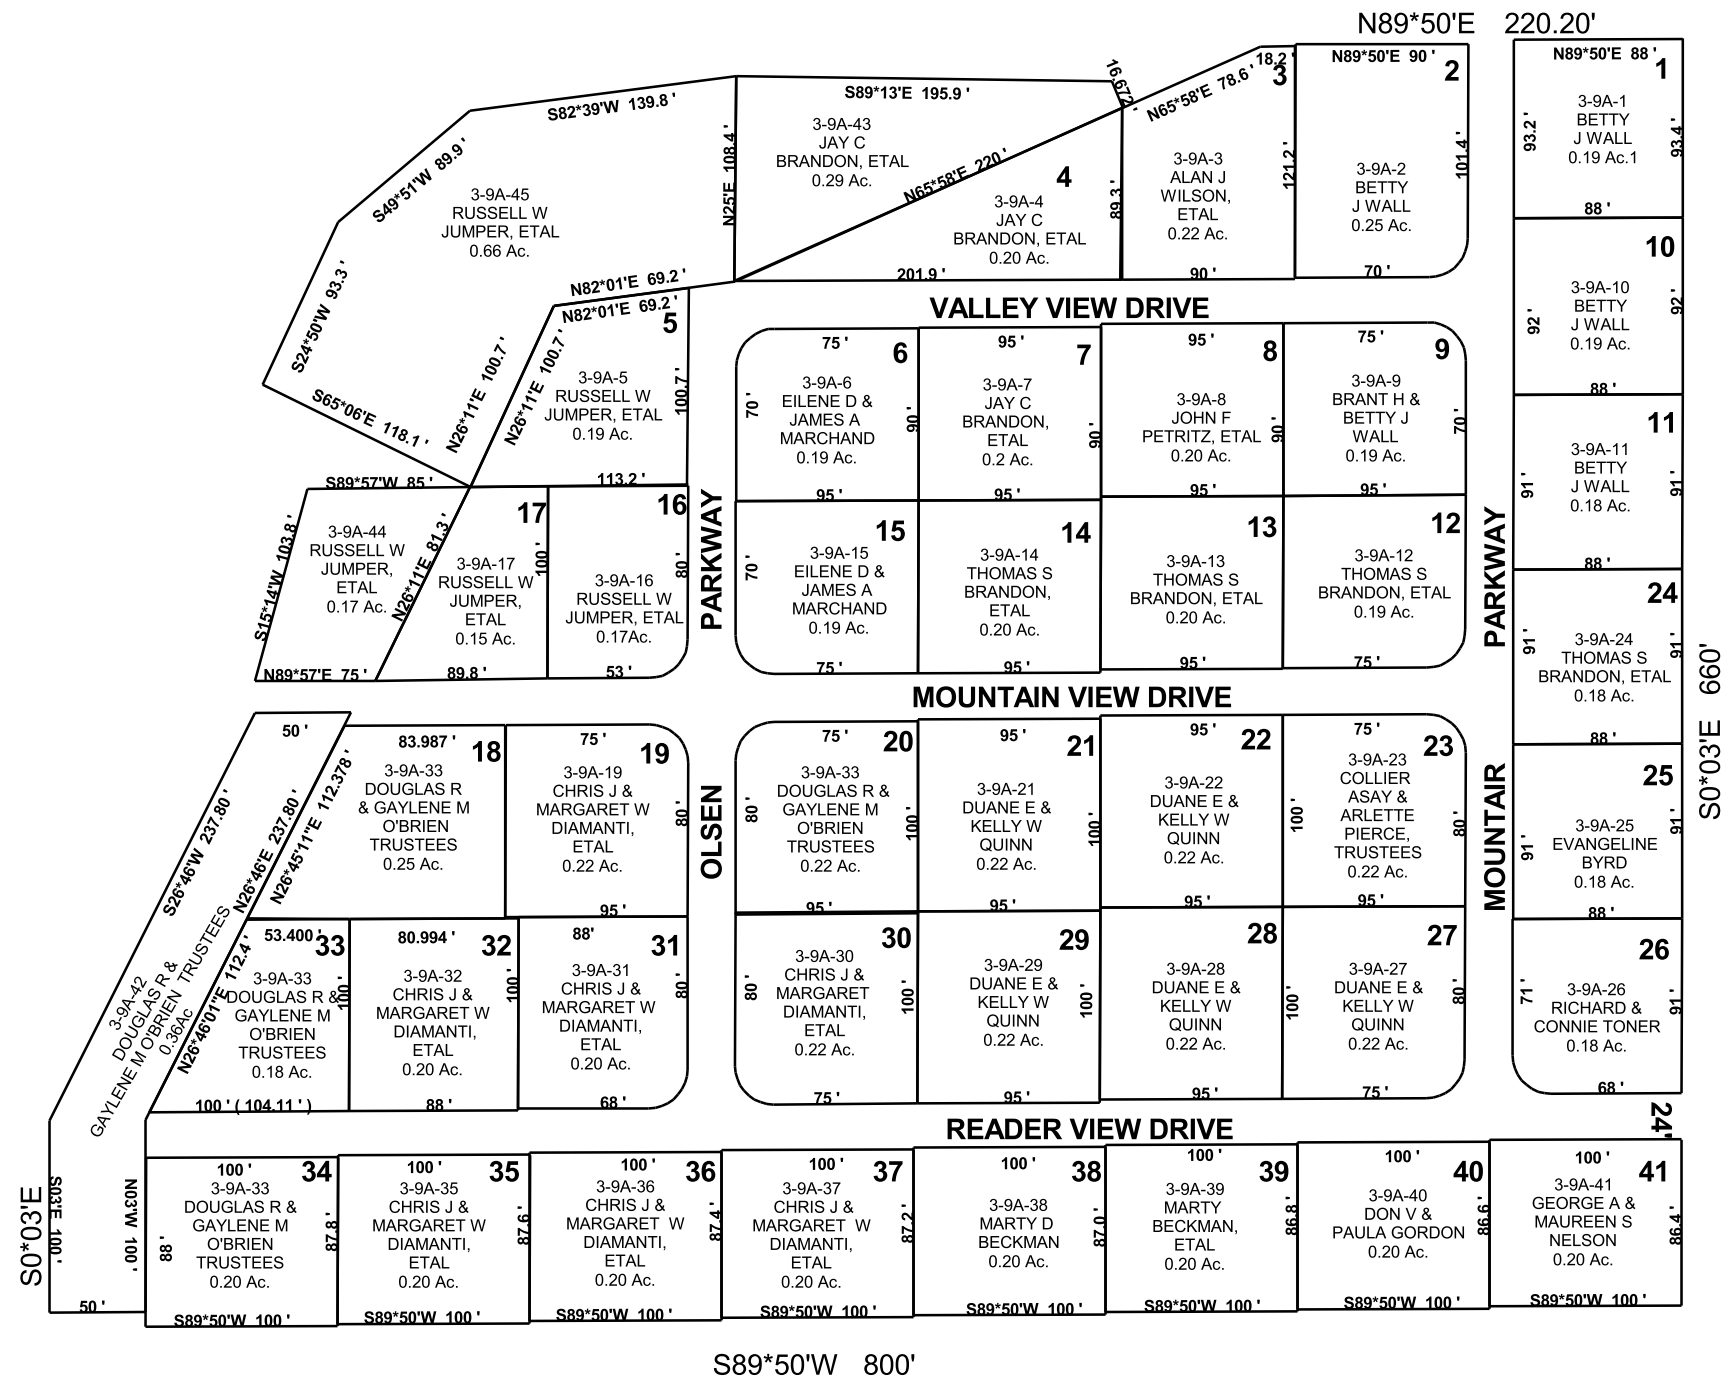 N89*50'E 220.20'
N89*50'E 88 '
1
3-9A-1
BETTY
J WALL
0.19 Ac.1
93.2 '
93.4 '
88 '
N89*50'E 90 '
2
3-9A-2
BETTY
J WALL
0.25 Ac.
101.4 '
70 '
18.2 '
N65*58'E 78.6 '
3
3-9A-3
ALAN J
WILSON,
ETAL
0.22 Ac.
121.2 '
90 '
16.672 '
S89*13'E 195.9 '
3-9A-43
JAY C
BRANDON, ETAL
0.29 Ac.
N25'E 108.4 '
N65*58'E 220 '
4
3-9A-4
JAY C
BRANDON, ETAL
0.20 Ac.
89.3 '
201.9 '
S82*39'W 139.8 '
S49*51'W 89.9 '
3-9A-45
RUSSELL W
JUMPER, ETAL
0.66 Ac.
S24*50'W 93.3 '
S65*06'E 118.1 '
N26*11'E 100.7 '
N82*01'E 69.2 '
N82*01'E 69.2 '
5
N26*11'E 100.7 '
3-9A-5
RUSSELL W
JUMPER, ETAL
0.19 Ac.
100.7 '
113.2 '
VALLEY VIEW DRIVE
10
3-9A-10
BETTY
J WALL
0.19 Ac.
92 '
92'
88 '
75 '
6
3-9A-6
EILENE D &
JAMES A
MARCHAND
0.19 Ac.
70 '
90 '
95 '
95 '
7
3-9A-7
JAY C
BRANDON,
ETAL
0.2 Ac.
90 '
95 '
95 '
8
3-9A-8
JOHN F
PETRITZ, ETAL
0.20 Ac.
90 '
95 '
75 '
9
3-9A-9
BRANT H &
BETTY J
WALL
0.19 Ac.
70 '
95 '
11
3-9A-11
BETTY
J WALL
0.18 Ac.
91 '
91 '
88 '
S89*57'W 85 '
3-9A-44
RUSSELL W
JUMPER,
ETAL
0.17 Ac.
S15*14'W 103.8 '
N26*11'E 81.3 '
N89*57'E 75 '
17
3-9A-17
RUSSELL W
JUMPER,
ETAL
0.15 Ac.
100 '
89.8 '
16
3-9A-16
RUSSELL W
JUMPER, ETAL
0.17Ac.
80 '
53 '
PARKWAY
15
3-9A-15
EILENE D &
JAMES A
MARCHAND
0.19 Ac.
70 '
75 '
14
3-9A-14
THOMAS S
BRANDON,
ETAL
0.20 Ac.
95 '
13
3-9A-13
THOMAS S
BRANDON, ETAL
0.20 Ac.
95 '
12
3-9A-12
THOMAS S
BRANDON, ETAL
0.19 Ac.
75 '
PARKWAY
24
3-9A-24
THOMAS S
BRANDON, ETAL
0.18 Ac.
91 '
91 '
88 '
S0*03'E 660'
MOUNTAIN VIEW DRIVE
50 '
S26*46'W 237.80 '
N26*46'E 237.80 '
3-9A-42
DOUGLAS R &
GAYLENE M O'BRIEN TRUSTEES
0.36Ac
83.987 '
18
N26*45'11"E 112.378 '
3-9A-33
DOUGLAS R
& GAYLENE M
O'BRIEN
TRUSTEES
0.25 Ac.
75 '
19
3-9A-19
CHRIS J &
MARGARET W
DIAMANTI,
ETAL
0.22 Ac.
80 '
95 '
OLSEN
75 '
20
3-9A-33
DOUGLAS R &
GAYLENE M
O'BRIEN
TRUSTEES
0.22 Ac.
80 '
100 '
95 '
95 '
21
3-9A-21
DUANE E &
KELLY W
QUINN
0.22 Ac.
100 '
95 '
95 '
22
3-9A-22
DUANE E &
KELLY W
QUINN
0.22 Ac.
100 '
95 '
75 '
23
3-9A-23
COLLIER
ASAY &
ARLETTE
PIERCE,
TRUSTEES
0.22 Ac.
80 '
95 '
MOUNTAIR
25
3-9A-25
EVANGELINE
BYRD
0.18 Ac.
91 '
91 '
88 '
53.400 '
33
3-9A-33
DOUGLAS R &
GAYLENE M
O'BRIEN
TRUSTEES
0.18 Ac.
N26*46'01"E 112.4 '
100 '
100 ' ( 104.11 ' )
80.994 '
32
3-9A-32
CHRIS J &
MARGARET W
DIAMANTI,
ETAL
0.20 Ac.
100 '
88 '
88'
31
3-9A-31
CHRIS J &
MARGARET W
DIAMANTI,
ETAL
0.20 Ac.
80 '
68 '
30
3-9A-30
CHRIS J &
MARGARET
DIAMANTI,
ETAL
0.22 Ac.
80 '
100 '
75 '
29
3-9A-29
DUANE E &
KELLY W
QUINN
0.22 Ac.
100 '
95 '
28
3-9A-28
DUANE E &
KELLY W
QUINN
0.22 Ac.
100 '
95 '
27
3-9A-27
DUANE E &
KELLY W
QUINN
0.22 Ac.
80 '
75 '
26
3-9A-26
RICHARD &
CONNIE TONER
0.18 Ac.
71 '
91 '
68 '
24'
READER VIEW DRIVE
S0*03'E
S03'E 100 '
N03'W 100 '
50 '
100 '
34
3-9A-33
DOUGLAS R &
GAYLENE M
O'BRIEN
TRUSTEES
0.20 Ac.
88 '
87.8 '
S89*50'W 100 '
100 '
35
3-9A-35
CHRIS J &
MARGARET W
DIAMANTI,
ETAL
0.20 Ac.
87.6 '
S89*50'W 100 '
100 '
36
3-9A-36
CHRIS J &
MARGARET W
DIAMANTI,
ETAL
0.20 Ac.
87.4 '
S89*50'W 100 '
100 '
37
3-9A-37
CHRIS J &
MARGARET W
DIAMANTI,
ETAL
0.20 Ac.
87.2 '
S89*50'W 100 '
100 '
38
3-9A-38
MARTY D
BECKMAN
0.20 Ac.
87.0 '
S89*50'W 100 '
100 '
39
3-9A-39
MARTY
BECKMAN,
ETAL
0.20 Ac.
86.8 '
S89*50'W 100 '
100 '
40
3-9A-40
DON V &
PAULA GORDON
0.20 Ac.
86.6 '
S89*50'W 100 '
100 '
41
3-9A-41
GEORGE A &
MAUREEN S
NELSON
0.20 Ac.
86.4 '
S89*50'W 100 '
S89*50'W 800'